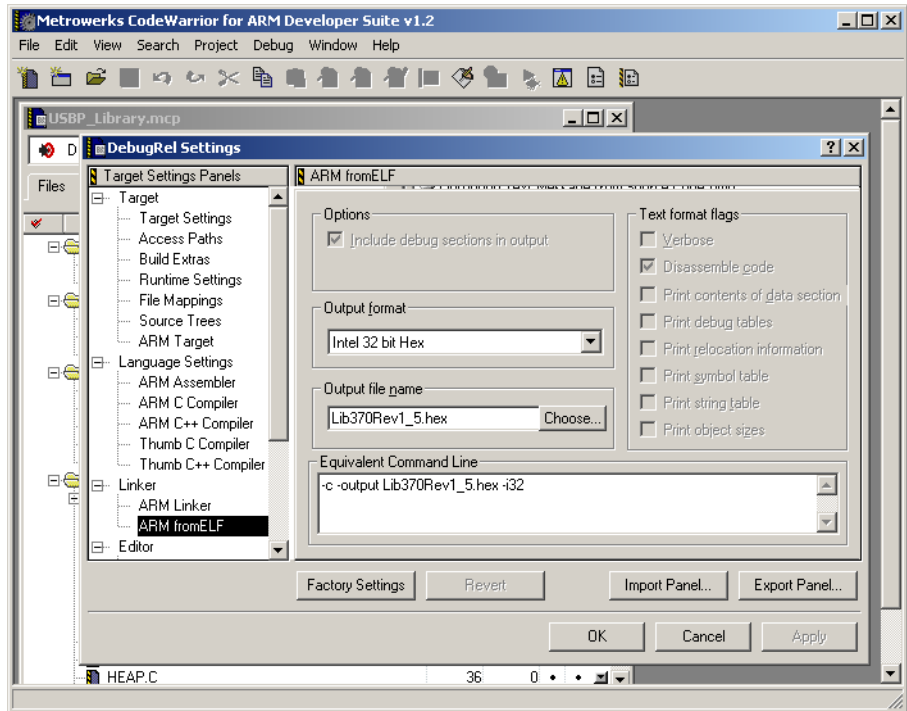 Metrowerks CodeWarrior for ARM Developer Suite v1.2
File Edit View Search Project Debug Window Help
USBP_Library.mcp
D
DebugRel Settings
Files
Target Settings Panels
Target
Target Settings
Access Paths
Build Extras
Runtime Settings
File Mappings
Source Trees
ARM Target
Language Settings
ARM Assembler
ARM C Compiler
ARM C++ Compiler
Thumb C Compiler
Thumb C++ Compiler
Linker
ARM Linker
ARM fromELF
Editor
ARM fromELF
Options
Include debug sections in output
Output format
Intel 32 bit Hex
Output file name
Lib370Rev1_5.hex Choose...
Text format flags
Verbose
Disassemble code
Print contents of data section
Print debug tables
Print relocation information
Print symbol table
Print string table
Print object sizes
Equivalent Command Line
-c -output Lib370Rev1_5.hex -i32
Factory Settings Revert Import Panel... Export Panel...
OK Cancel Apply
HEAP.C 36 0 • •